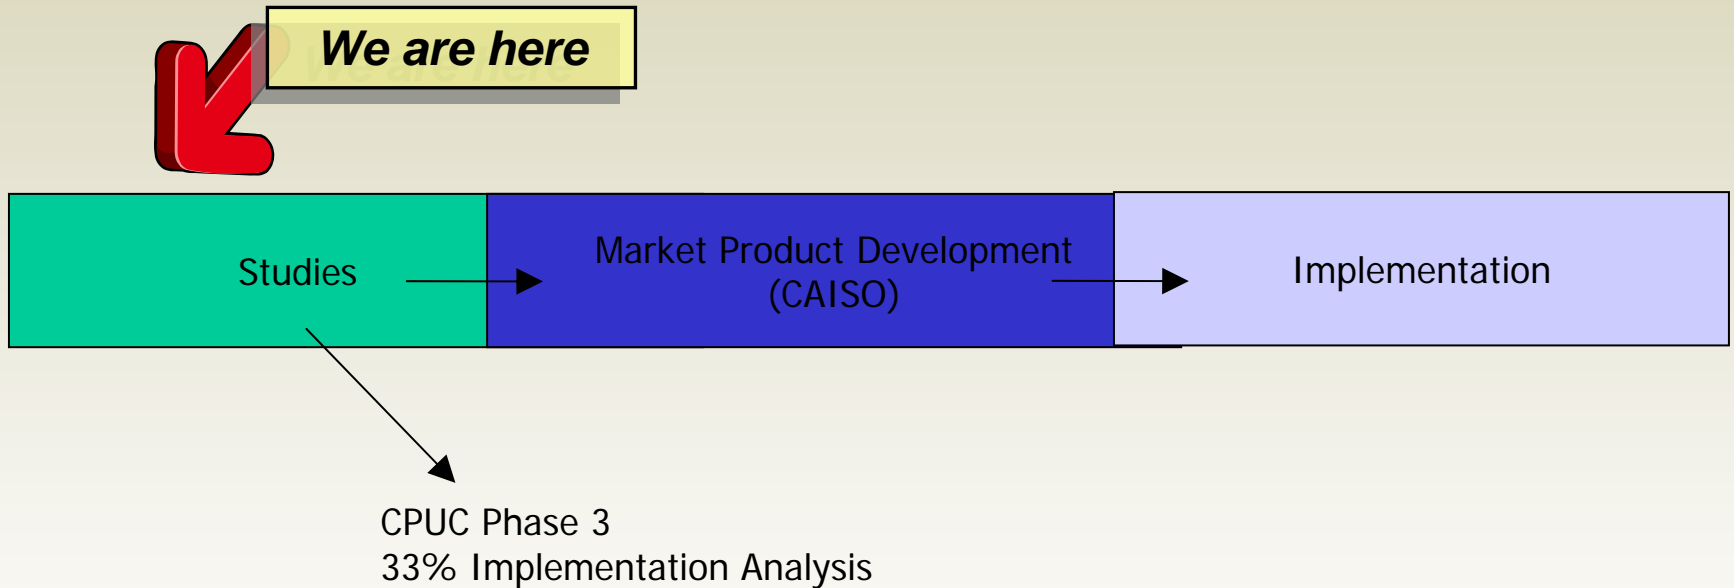 We are here
Studies
Market Product Development
(CAISO)
Implementation
CPUC Phase 3
33% Implementation Analysis